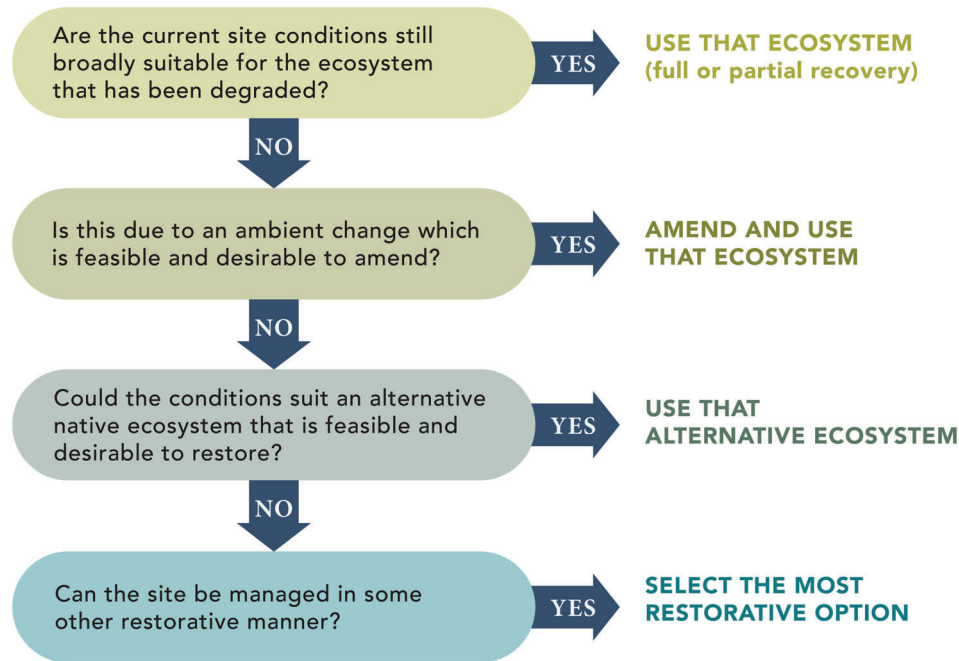 Are the current site conditions still
broadly suitable for the ecosystem
that has been degraded?
YES
USE THAT ECOSYSTEM
(full or partial recovery)
NO
Is this due to an ambient change which
is feasible and desirable to amend?
YES
AMEND AND USE
THAT ECOSYSTEM
NO
Could the conditions suit an alternative
native ecosystem that is feasible and
desirable to restore?
YES
USE THAT
ALTERNATIVE ECOSYSTEM
NO
Can the site be managed in some
other restorative manner?
YES
SELECT THE MOST
RESTORATIVE OPTION